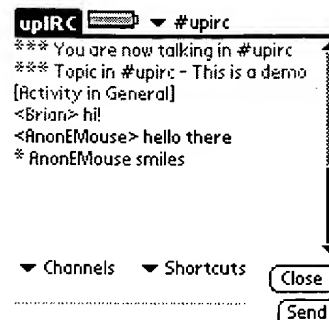 upIRC #upirc
*** You are now talking in #upirc
*** Topic in #upirc - This is a demo
[Activity in General]
<Brian> hi!
<AnonEMouse> hello there
* AnonEMouse smiles
Channels Shortcuts
Close
Send